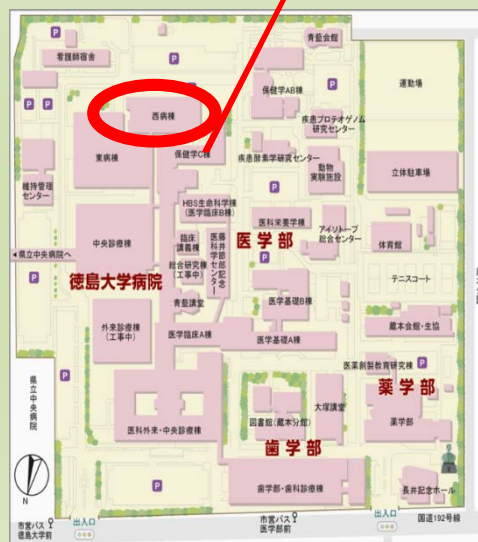 青藍会館
P
P
看護師宿舎
P
運動場
P
保健学AB棟
P
P
西病棟
疾患プロテオゲノム
研究センター
東病棟
保健学C棟
疾患酵素学研究センター
動物
実験施設
立体駐車場
維持管理
センター
P
HBS生命科学棟
(医学臨床B棟)
医科栄養学棟
臨床
講義棟
藤井節郎記念
医科学センター
医学部
アイソトープ
総合センター
中央診療棟
体育館
県立中央病院へ
総合研究棟
(工事中)
徳島大学病院
P
テニスコート
青藍講堂
医学基礎B棟
外来診療棟
(工事中)
医学臨床A棟
医学基礎A棟
蔵本会館・生協
医薬創製教育研究棟
P
P
県立中央病院
薬学部
大塚講堂
図書館(蔵本分館)
薬学部
医科外来・中央診療棟
歯学部
N
P
歯学部・歯科診療棟
長井記念ホール
市営バス
徳島大学前
出入口
市営バス
医学部前
出入口
国道192号線